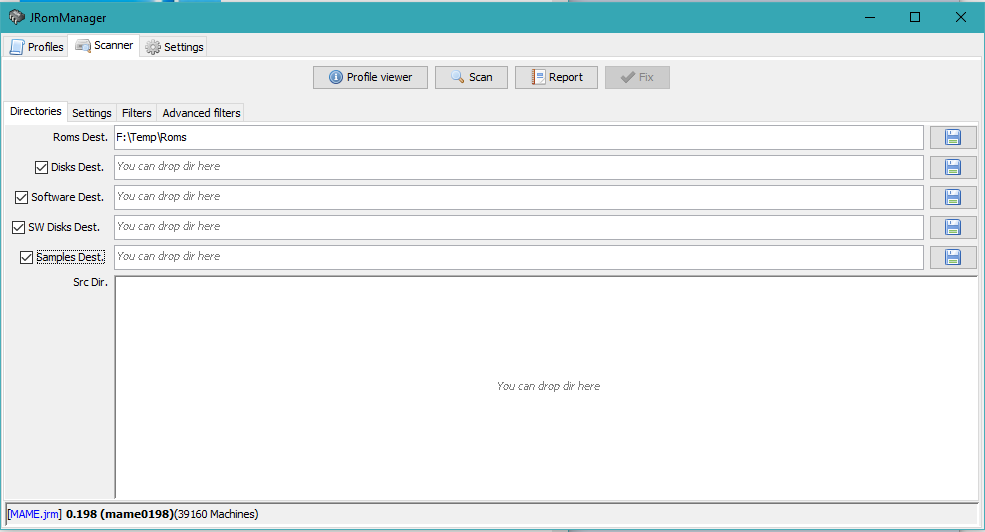 JRomManager
Profiles Scanner Settings
Profile viewer Scan Report Fix
Directories Settings Filters Advanced filters
Roms Dest. F:\Temp\Roms
Disks Dest. You can drop dir here
Software Dest. You can drop dir here
SW Disks Dest. You can drop dir here
Samples Dest. You can drop dir here
Src Dir.
You can drop dir here
[MAME.jrm] 0.198 (mame0198)(39160 Machines)